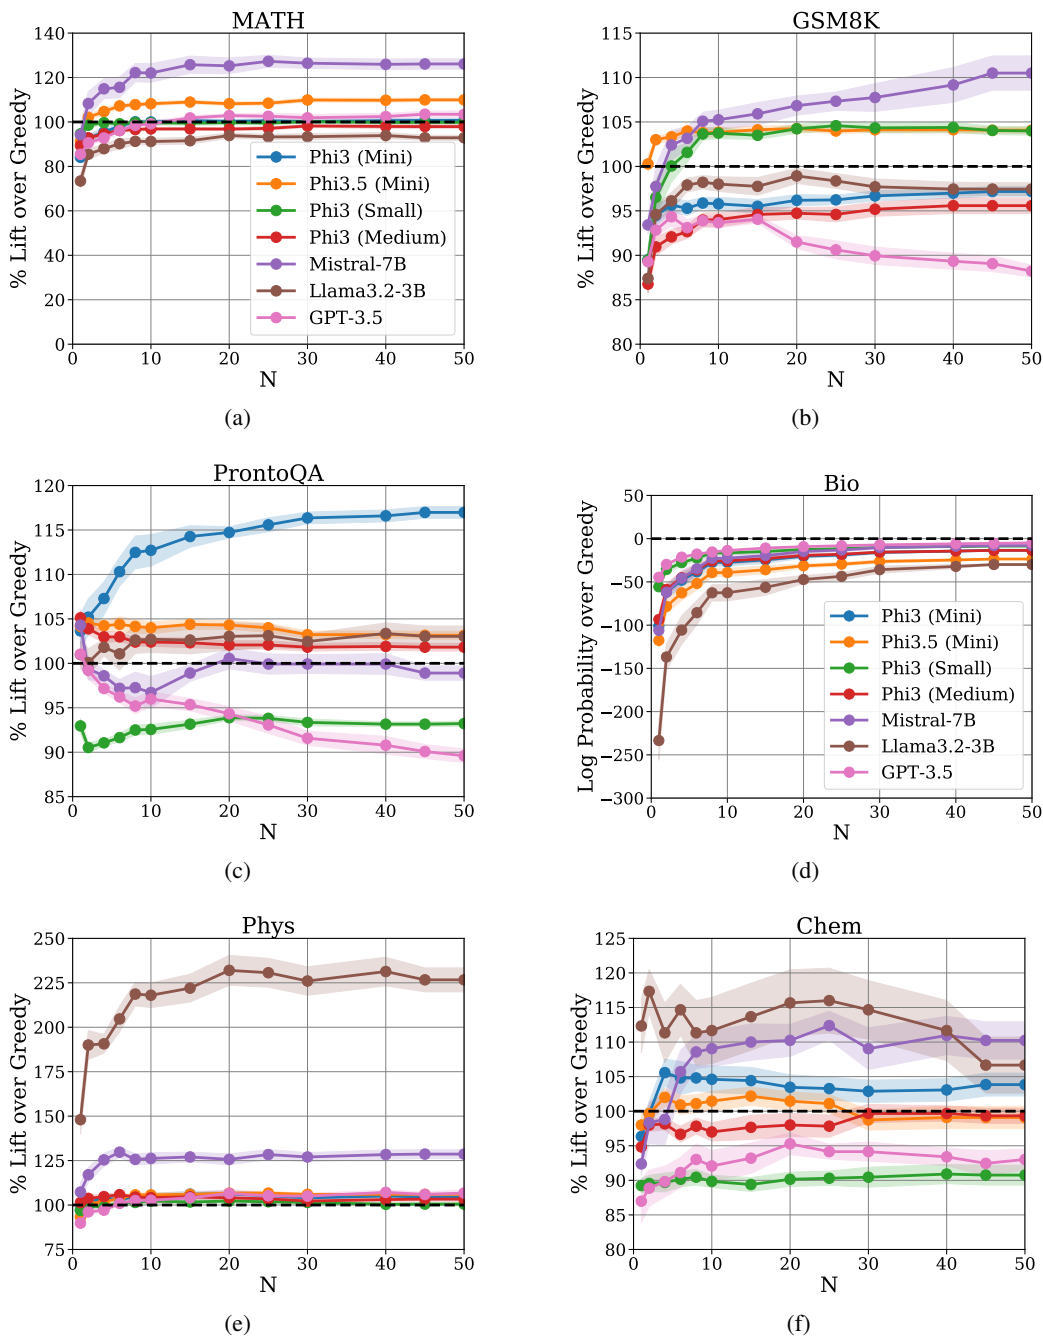 MATH
% Lift over Greedy
140
120
100
80
60
40
20
0
0 10 20 30 40 50
N
Phi3 (Mini)
Phi3.5 (Mini)
Phi3 (Small)
Phi3 (Medium)
Mistral-7B
Llama3.2-3B
GPT-3.5
(a)
GSM8K
% Lift over Greedy
115
110
105
100
95
90
85
80
0 10 20 30 40 50
N
(b)
ProntoQA
% Lift over Greedy
120
115
110
105
100
95
90
85
0 10 20 30 40 50
N
(c)
Bio
Log Probability over Greedy
50
0
−50
−100
−150
−200
−250
−300
0 10 20 30 40 50
N
Phi3 (Mini)
Phi3.5 (Mini)
Phi3 (Small)
Phi3 (Medium)
Mistral-7B
Llama3.2-3B
GPT-3.5
(d)
Phys
% Lift over Greedy
250
225
200
175
150
125
100
75
0 10 20 30 40 50
N
(e)
Chem
% Lift over Greedy
125
120
115
110
105
100
95
90
85
80
0 10 20 30 40 50
N
(f)